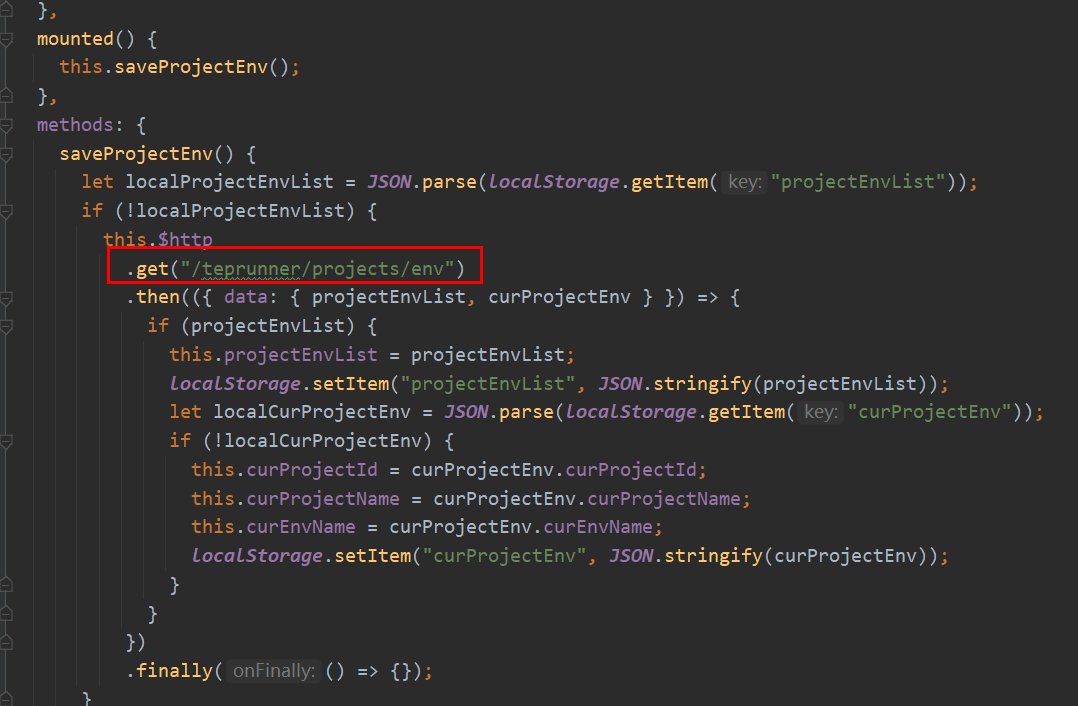 },
mounted() {
this.saveProjectEnv();
},
methods: {
saveProjectEnv() {
let localProjectEnvList = JSON.parse(localStorage.getItem( key: "projectEnvList"));
if (!localProjectEnvList) {
this.$http
.get("/teprunner/projects/env")
.then(({ data: { projectEnvList, curProjectEnv } }) => {
if (projectEnvList) {
this.projectEnvList = projectEnvList;
localStorage.setItem("projectEnvList", JSON.stringify(projectEnvList));
let localCurProjectEnv = JSON.parse(localStorage.getItem( key: "curProjectEnv"));
if (!localCurProjectEnv) {
this.curProjectId = curProjectEnv.curProjectId;
this.curProjectName = curProjectEnv.curProjectName;
this.curEnvName = curProjectEnv.curEnvName;
localStorage.setItem("curProjectEnv", JSON.stringify(curProjectEnv));
}
}
})
.finally( onFinally: () => {});
}